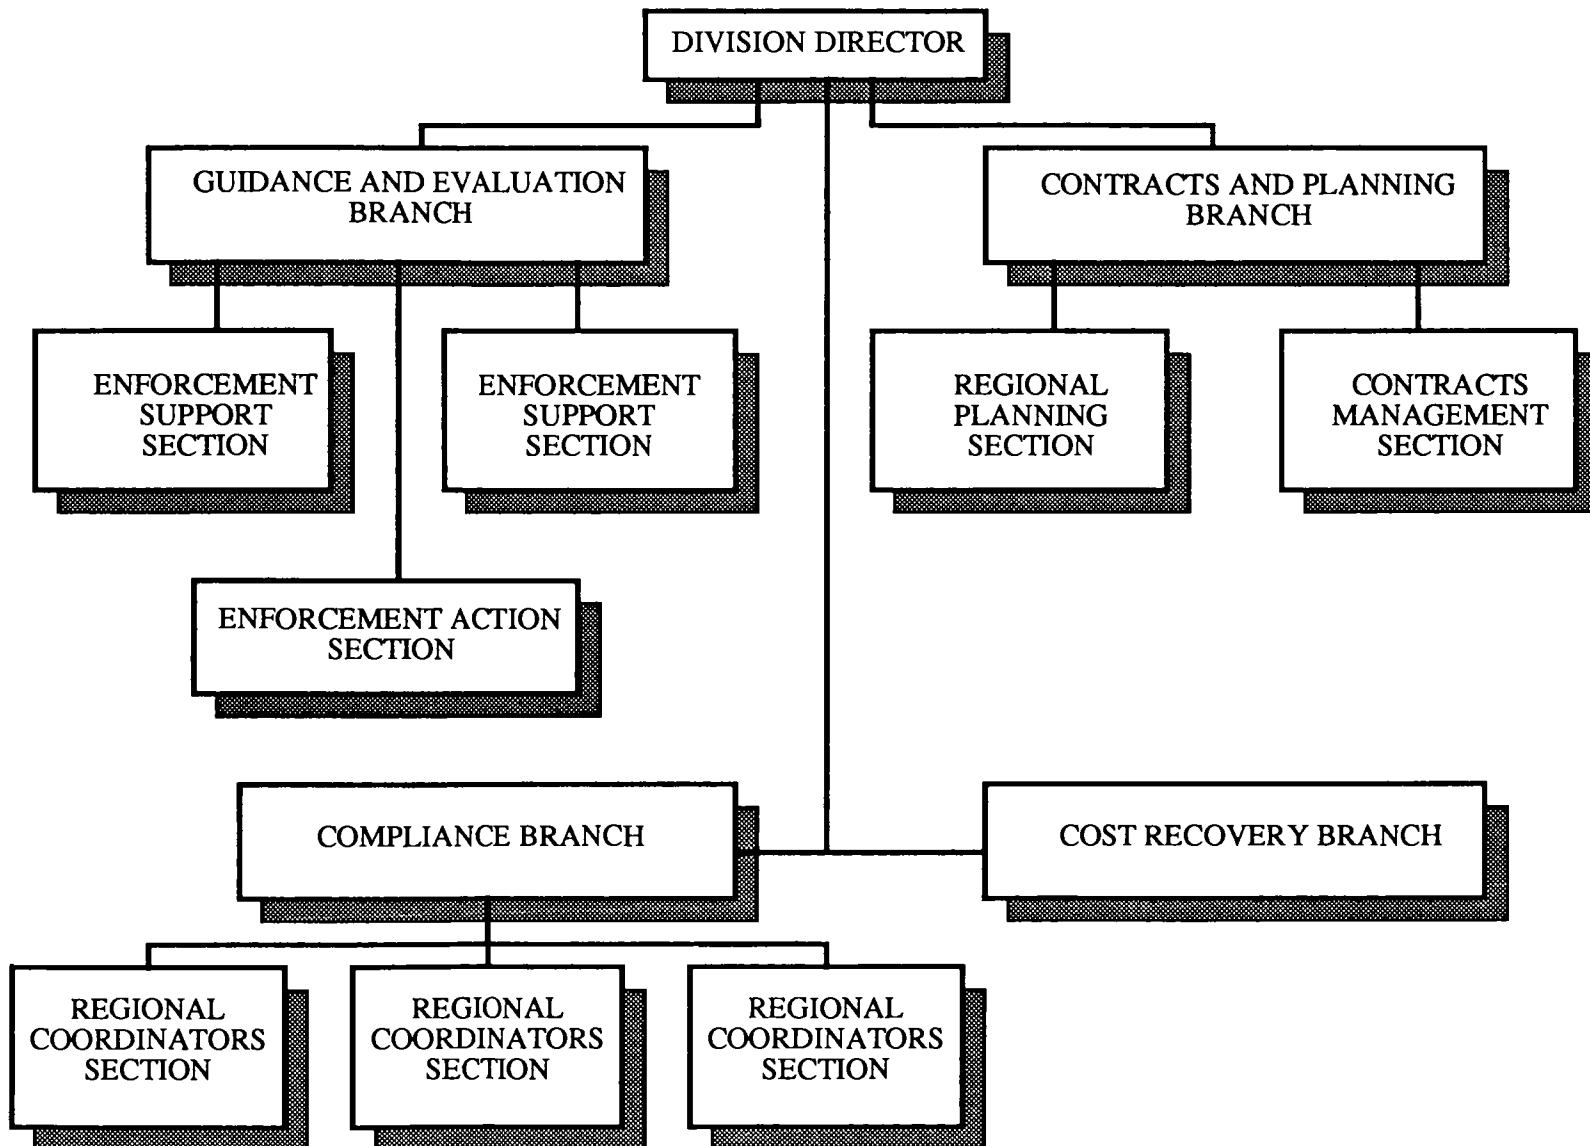 DIVISION DIRECTOR
GUIDANCE AND EVALUATION
BRANCH
CONTRACTS AND PLANNING
BRANCH
ENFORCEMENT
SUPPORT
SECTION
ENFORCEMENT
SUPPORT
SECTION
REGIONAL
PLANNING
SECTION
CONTRACTS
MANAGEMENT
SECTION
ENFORCEMENT ACTION
SECTION
COMPLIANCE BRANCH
COST RECOVERY BRANCH
REGIONAL
COORDINATORS
SECTION
REGIONAL
COORDINATORS
SECTION
REGIONAL
COORDINATORS
SECTION